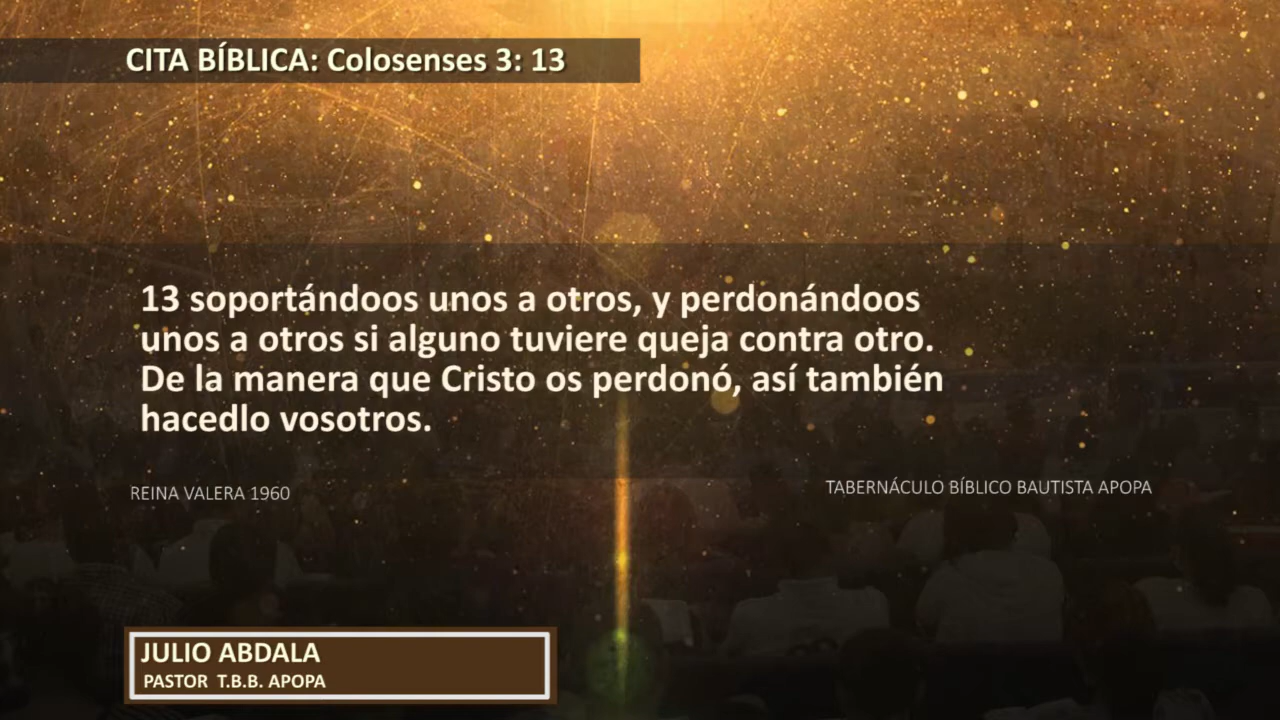 CITA BÍBLICA: Colosenses 3: 13
13 soportándoos unos a otros, y perdonándoos
unos a otros si alguno tuviere queja contra otro.
De la manera que Cristo os perdonó, así también
hacedlo vosotros.
REINA VALERA 1960
TABERNÁCULO BÍBLICO BAUTISTA APOPA
JULIO ABDALA
PASTOR T.B.B. APOPA